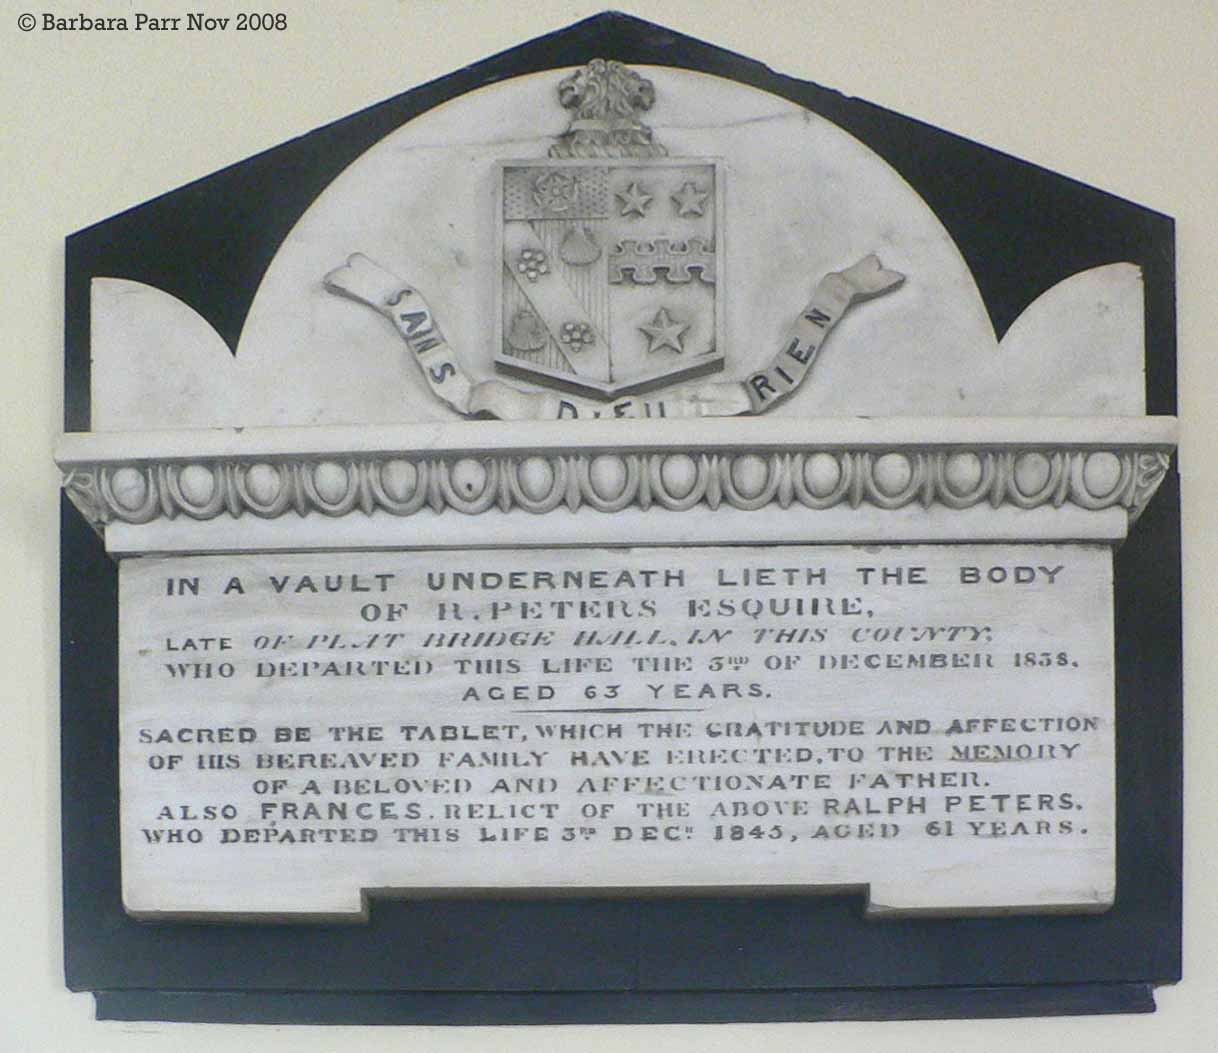 © Barbara Parr Nov 2008
SANS DIEU RIEN
IN A VAULT UNDERNEATH LIETH THE BODY
OF R. PETERS ESQUIRE,
LATE OF PLAT BRIDGE HALL, IN THIS COUNTY,
WHO DEPARTED THIS LIFE THE 3RD OF DECEMBER 1838.
AGED 63 YEARS.
SACRED BE THE TABLET, WHICH THE GRATITUDE AND AFFECTION
OF HIS BEREAVED FAMILY HAVE ERECTED, TO THE MEMORY
OF A BELOVED AND AFFECTIONATE FATHER.
ALSO FRANCES. RELICT OF THE ABOVE RALPH PETERS.
WHO DEPARTED THIS LIFE 3RD DECR 1845, AGED 61 YEARS.